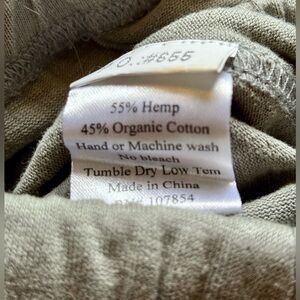 O.:#655
55% Hemp
45% Organic Cotton
Hand or Machine wash
No bleach
Tumble Dry Low Tem
Made in China
107854